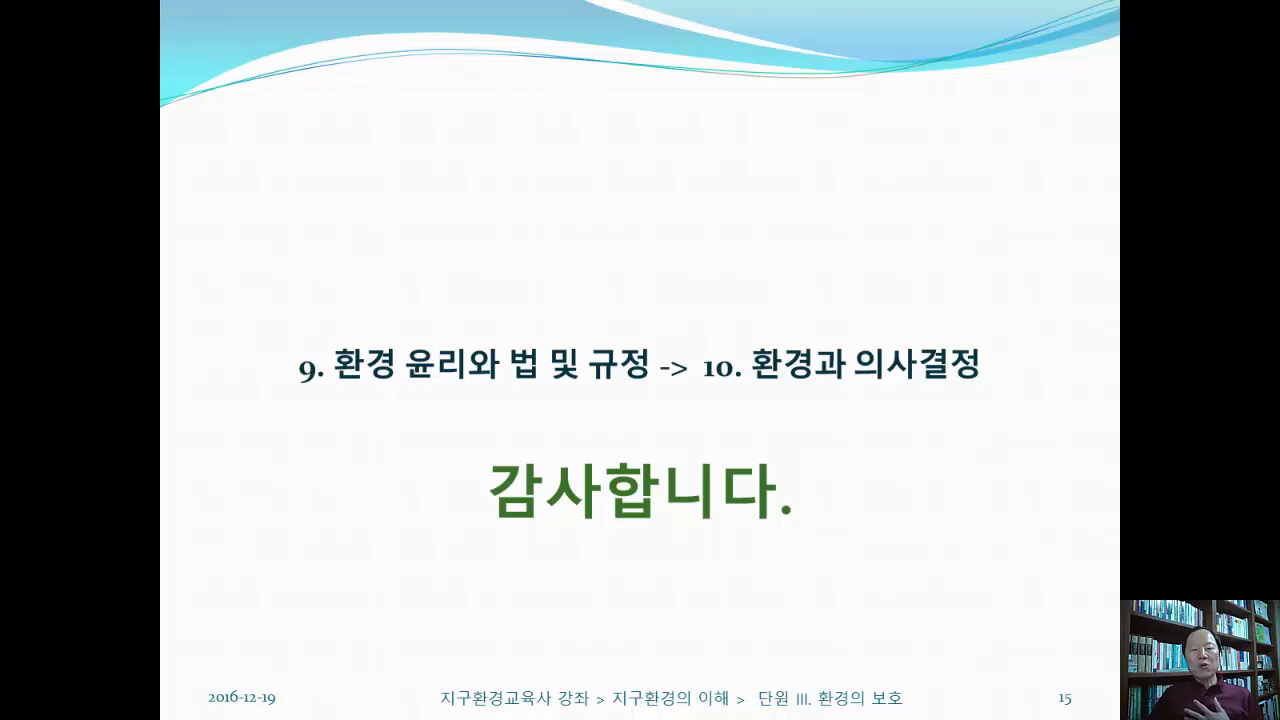 9. 환경 윤리와 법 및 규정 -> 10. 환경과 의사결정
감사합니다.
2016-12-19
지구환경교육사 강좌 > 지구환경의 이해 > 단원 III. 환경의 보호
15